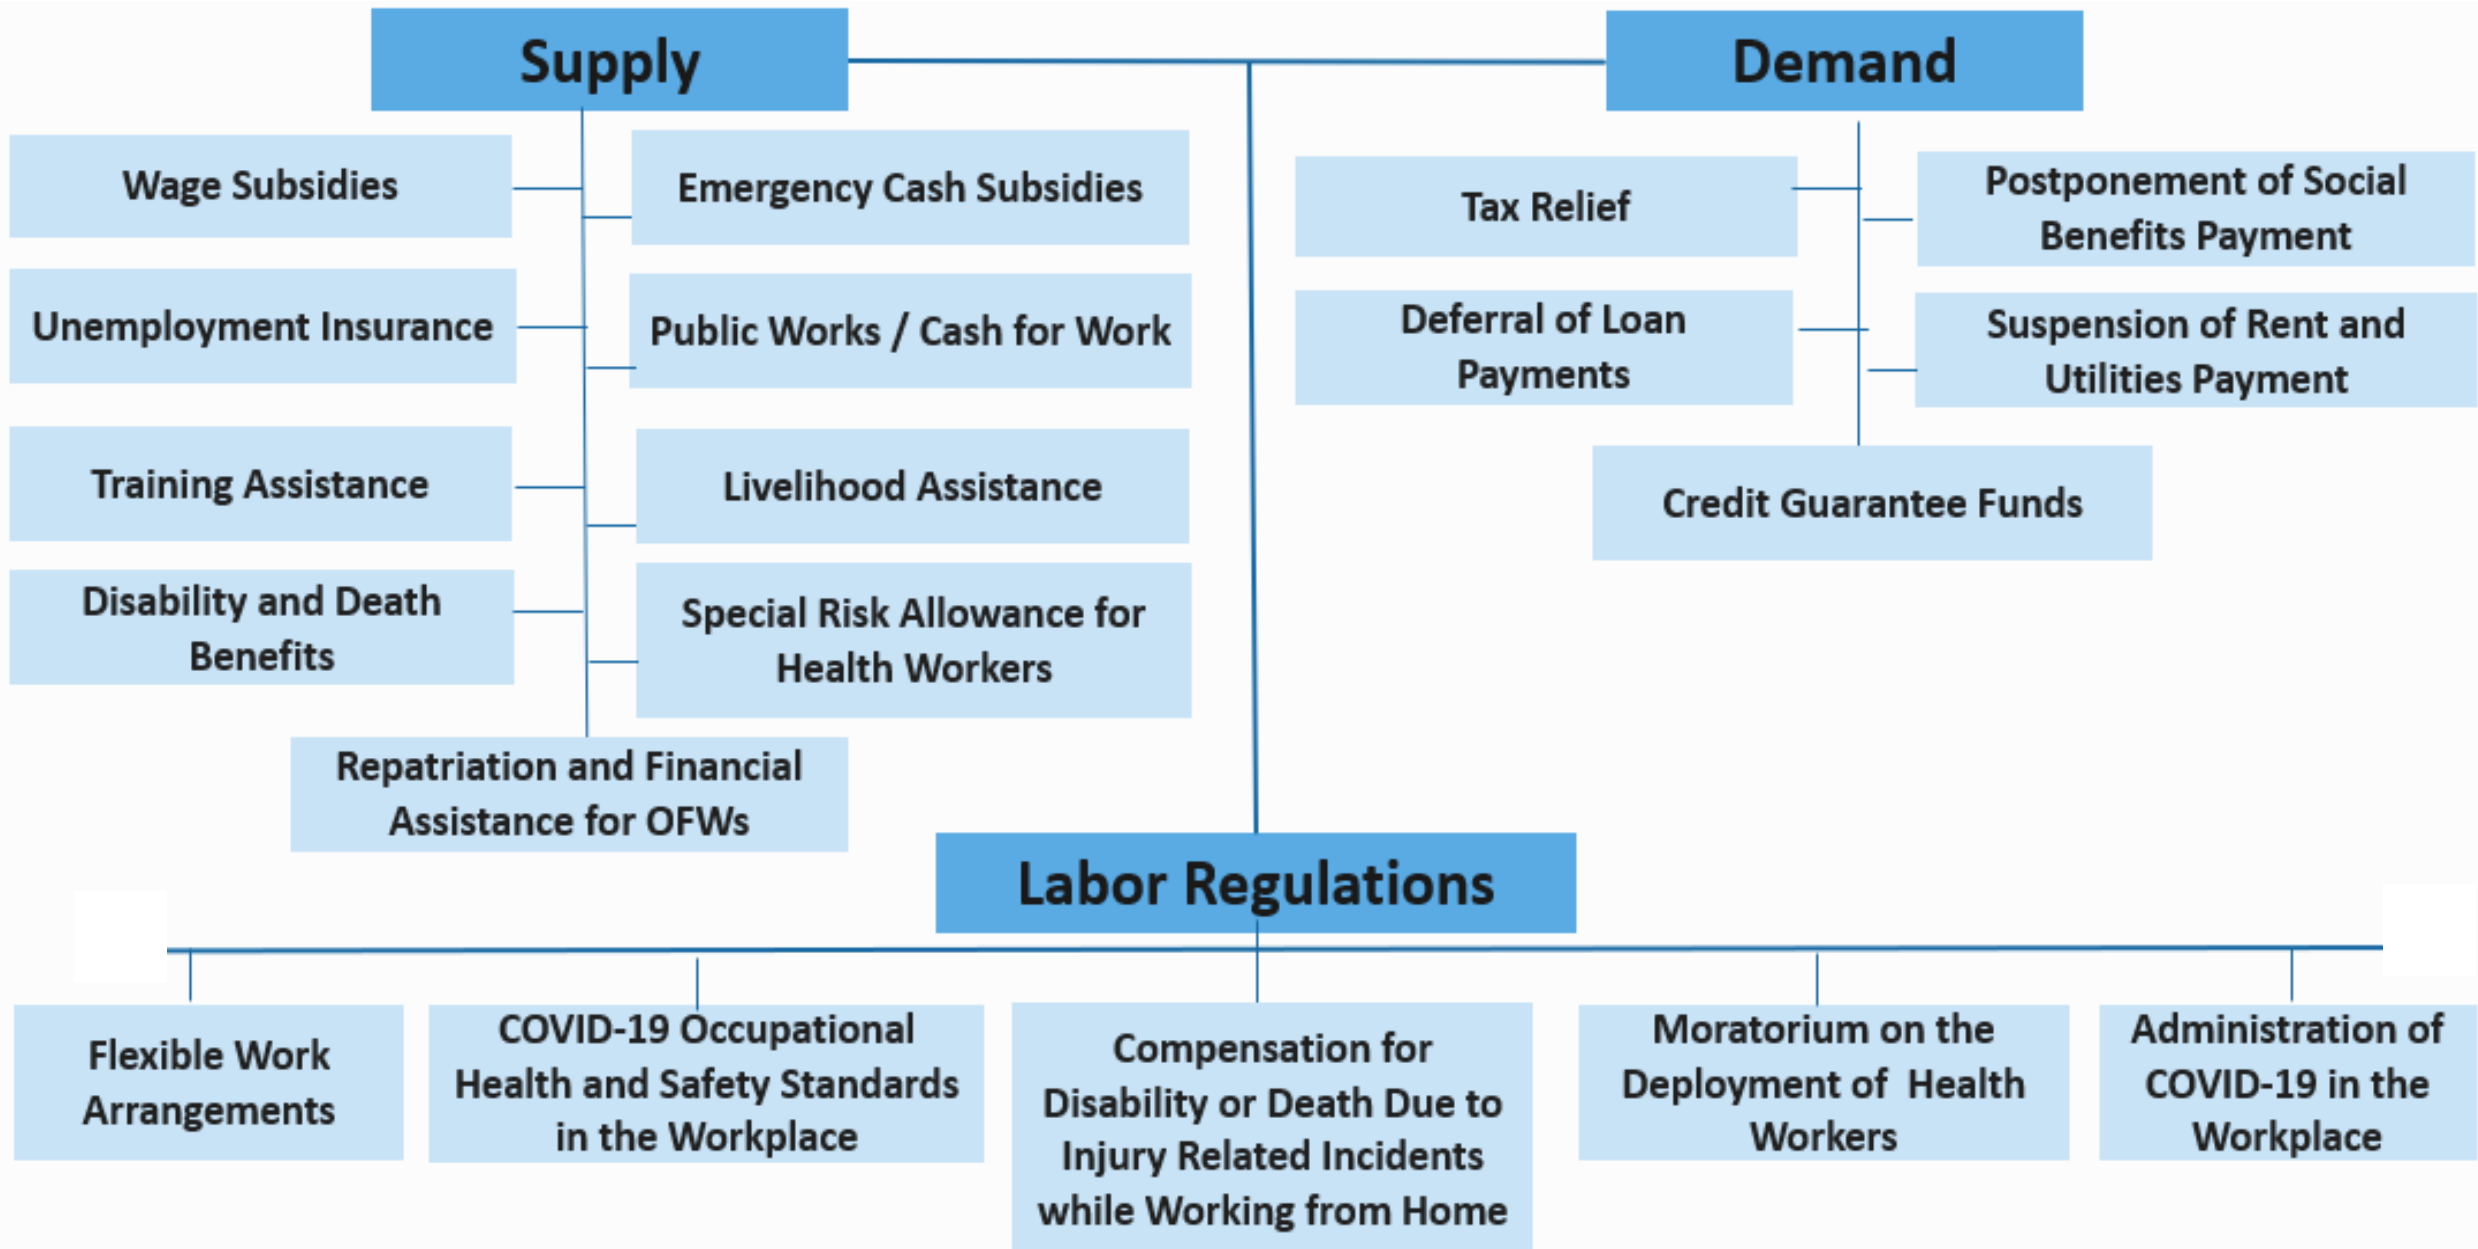 Supply
Demand
Wage Subsidies
Emergency Cash Subsidies
Unemployment Insurance
Public Works / Cash for Work
Training Assistance
Livelihood Assistance
Disability and Death
Benefits
Special Risk Allowance for
Health Workers
Repatriation and Financial
Assistance for OFWs
Tax Relief
Postponement of Social
Benefits Payment
Deferral of Loan
Payments
Suspension of Rent and
Utilities Payment
Credit Guarantee Funds
Labor Regulations
Flexible Work
Arrangements
COVID-19 Occupational
Health and Safety Standards
in the Workplace
Compensation for
Disability or Death Due to
Injury Related Incidents
while Working from Home
Moratorium on the
Deployment of Health
Workers
Administration of
COVID-19 in the
Workplace